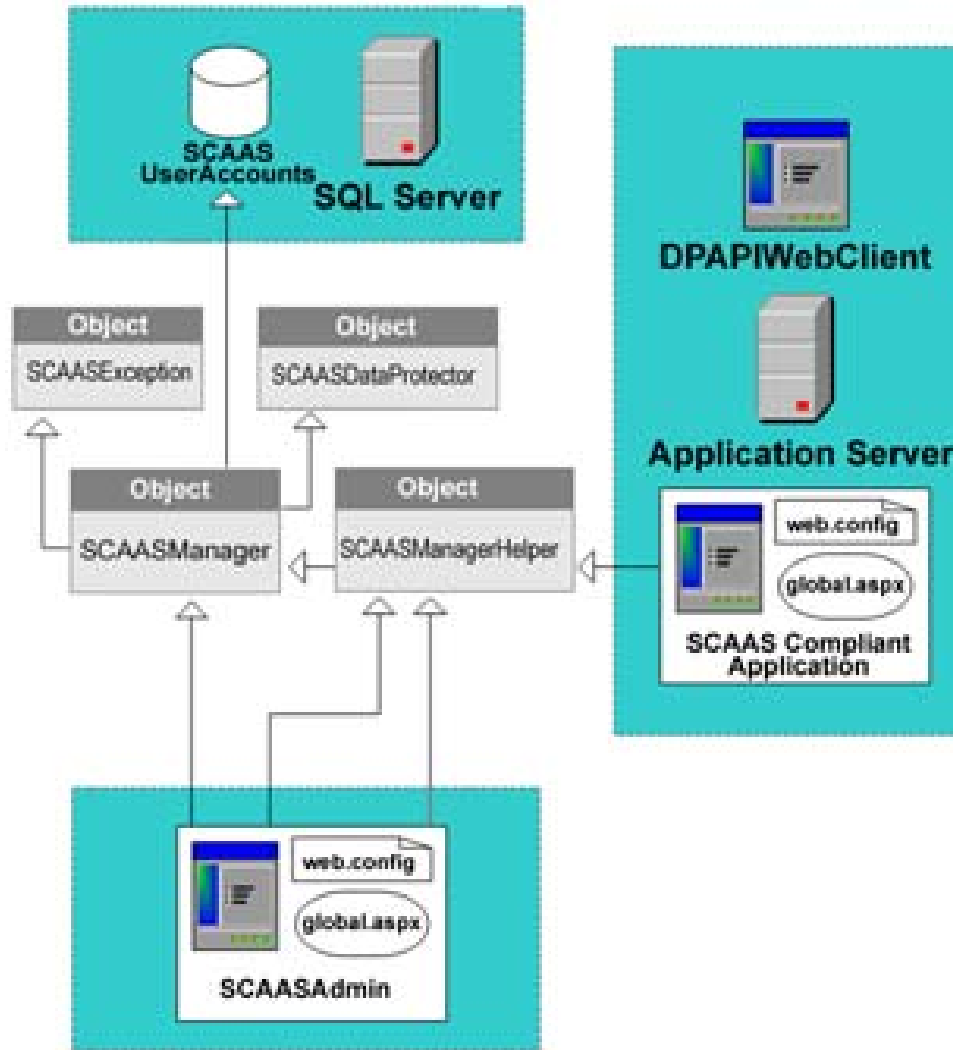 SCAAS
UserAccounts
SQL Server
DPAPIWebClient
Application Server
Object
SCAASException
Object
SCAASDataProtector
Object
SCAASManager
Object
SCAASManagerHelper
web.config
global.aspx
SCAAS Compliant
Application
web.config
global.aspx
SCAASAdmin